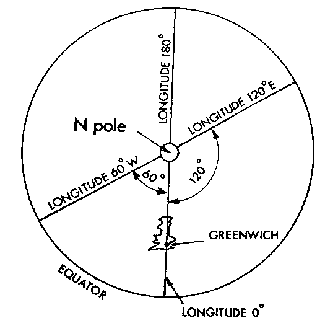 LONGITUDE 180°
LONGITUDE 120°E
N pole
LONGITUDE 60°W
60°
120°
GREENWICH
EQUATOR
LONGITUDE 0°